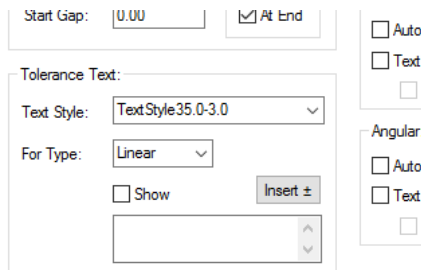 Start Gap: 0.00 At End
Tolerance Text:
Text Style: TextStyle35.0-3.0
For Type: Linear
Show Insert ±
Auto
Text
Angular
Auto
Text